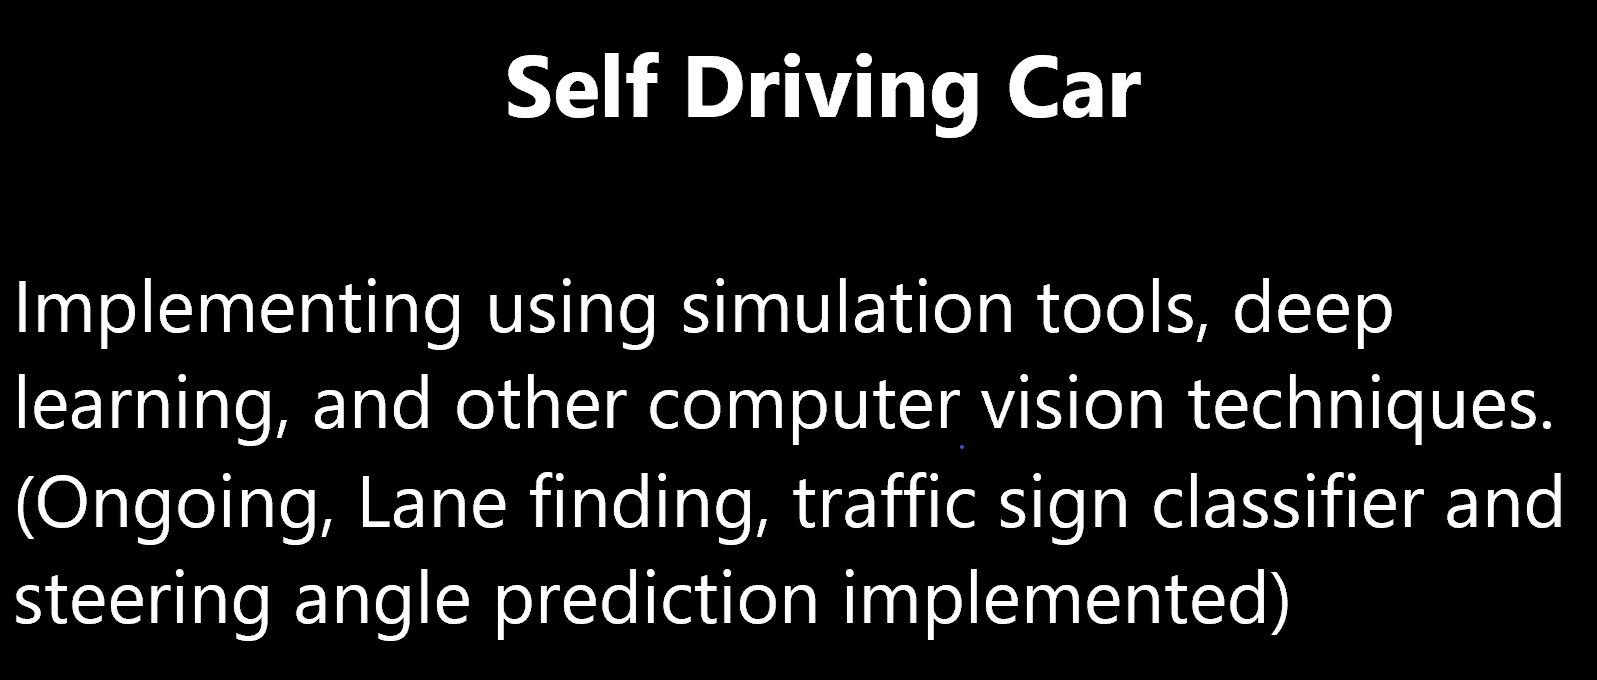 Self Driving Car
Implementing using simulation tools, deep
learning, and other computer vision techniques.
(Ongoing, Lane finding, traffic sign classifier and
steering angle prediction implemented)